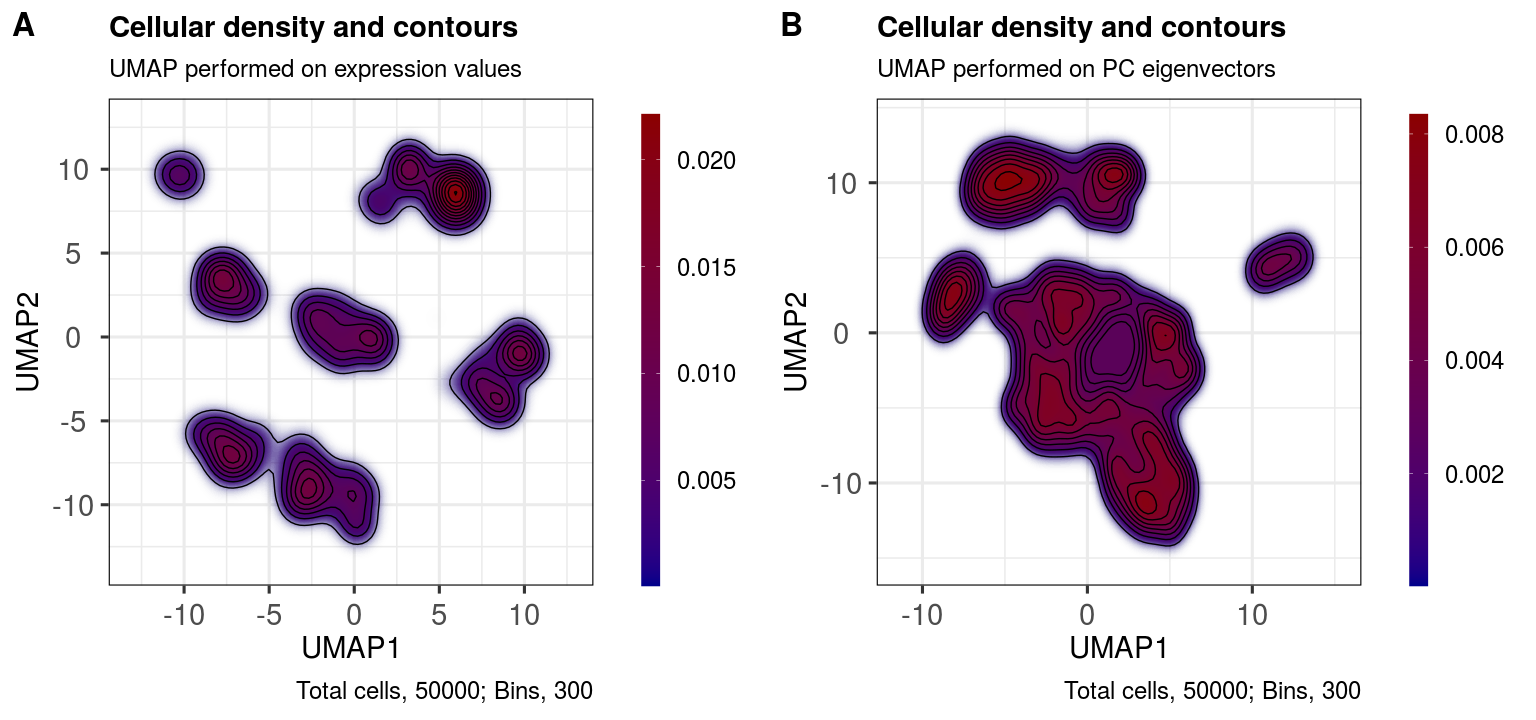 A
Cellular density and contours
UMAP performed on expression values
UMAP2
10
5
0
-5
-10
-10 -5 0 5 10
UMAP1
0.020
0.015
0.010
0.005
Total cells, 50000; Bins, 300
B
Cellular density and contours
UMAP performed on PC eigenvectors
UMAP2
10
0
-10
-10 0 10
UMAP1
0.008
0.006
0.004
0.002
Total cells, 50000; Bins, 300